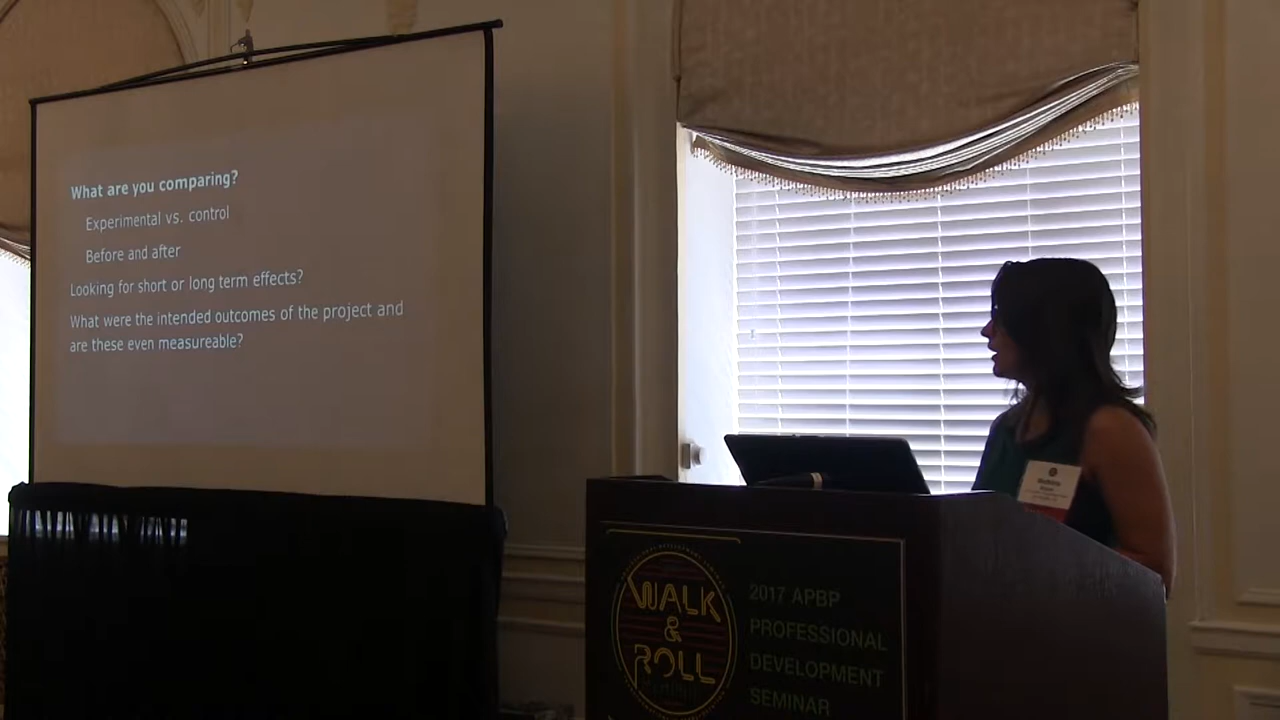 What are you comparing?
Experimental vs. control
Before and after
Looking for short or long term effects?
What were the intended outcomes of the project and
are these even measureable?
WALK
&
ROLL
2017 APBP
PROFESSIONAL
DEVELOPMENT
SEMINAR